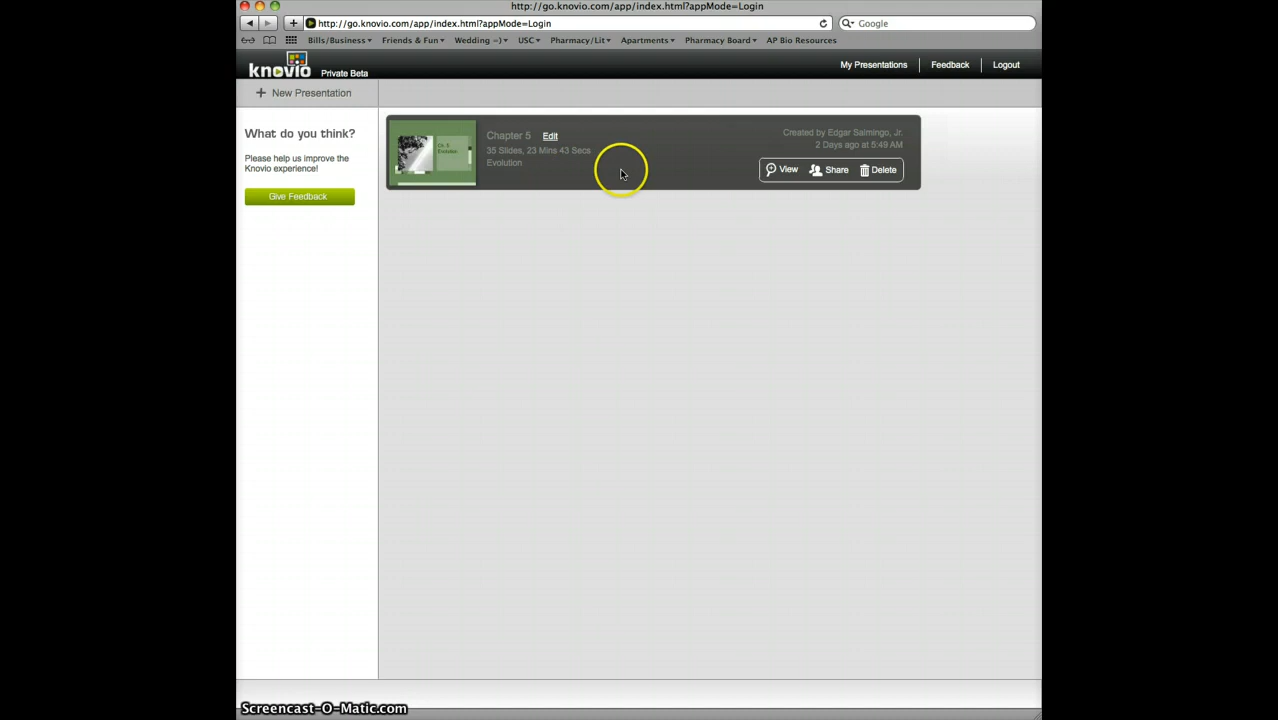 http://go.knovio.com/app/index.html?appMode=Login
http://go.knovio.com/app/index.html?appMode=Login
Google
Bills/Business Friends & Fun Wedding =) USC Pharmacy/Lit Apartments Pharmacy Board AP Bio Resources
knovio Private Beta
My Presentations Feedback Logout
+ New Presentation
What do you think?
Please help us improve the
Knovio experience!
Give Feedback
Ch. 5
Evolution
Chapter 5 Edit
35 Slides, 23 Mins 43 Secs
Evolution
Created by Edgar Salmingo, Jr.
2 Days ago at 5:49 AM
View Share Delete
Screencast-O-Matic.com